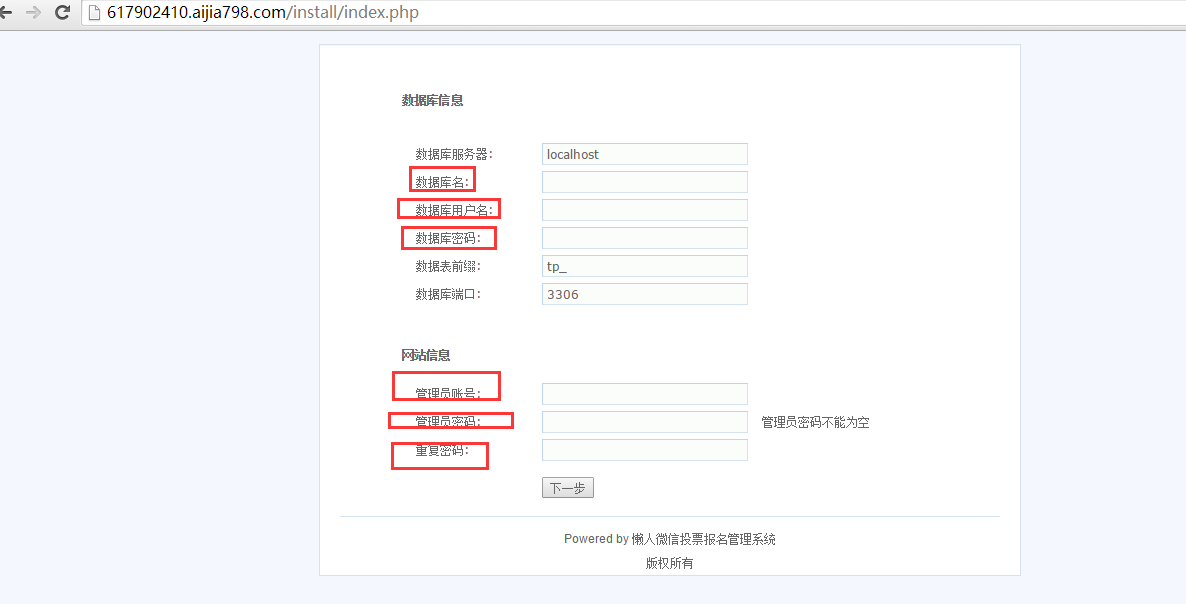 617902410.aijia798.com/install/index.php
数据库信息
数据库服务器: localhost
数据库名:
数据库用户名:
数据库密码:
数据表前缀: tp_
数据库端口: 3306
网站信息
管理员账号:
管理员密码: 管理员密码不能为空
重复密码:
下一步
Powered by 懒人微信投票报名管理系统
版权所有